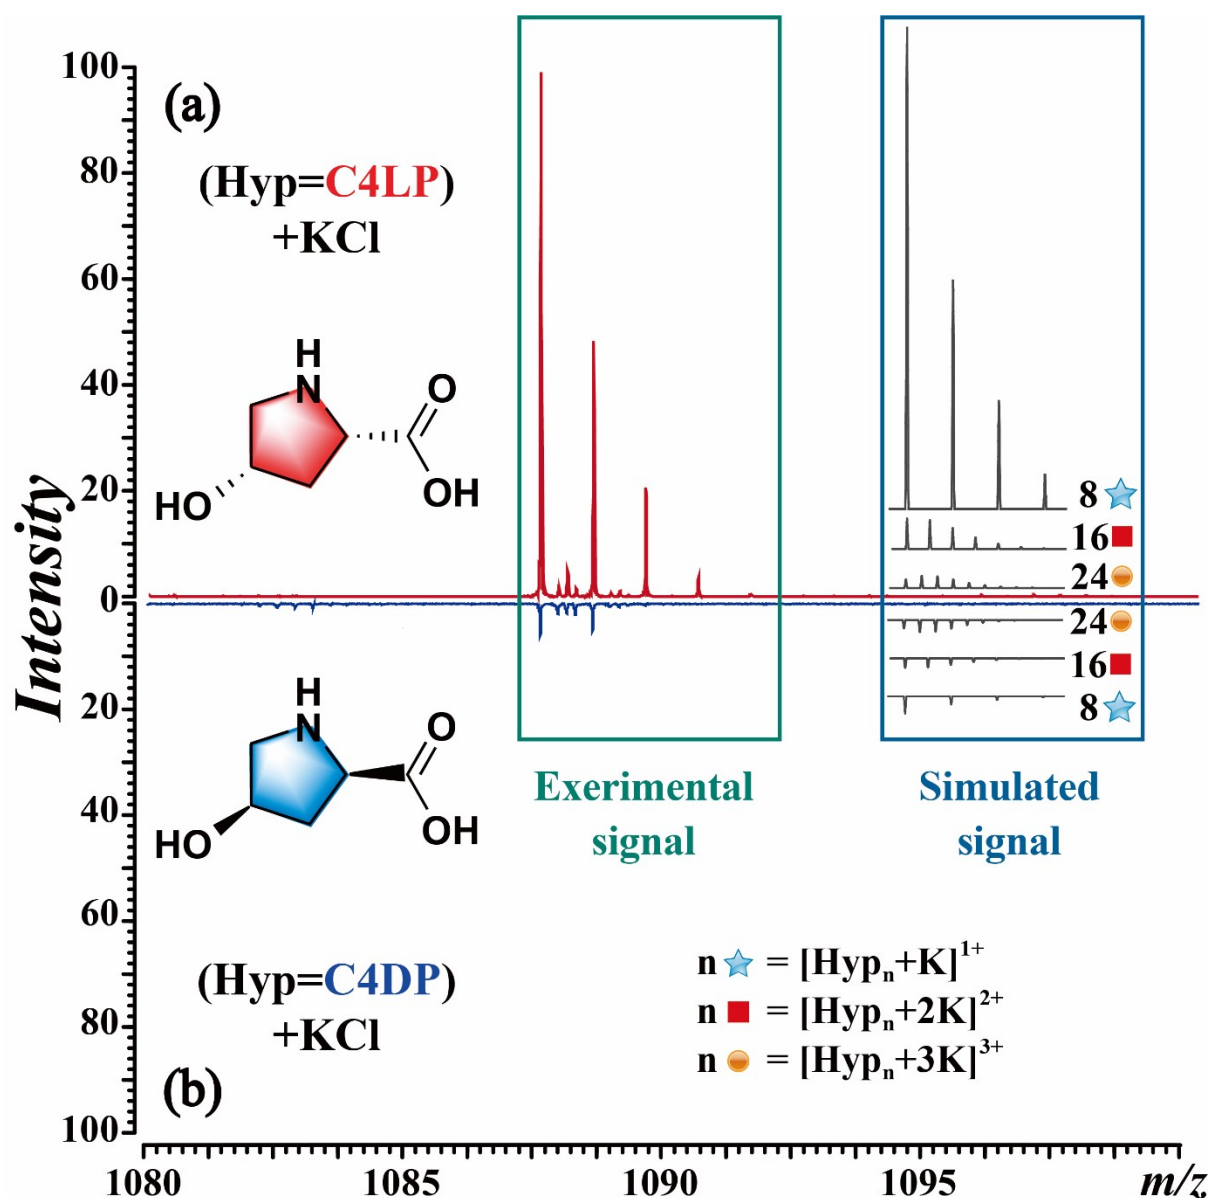 100
80
60
40
20
0
20
40
60
80
100
Intensity
(a)
(Hyp=C4LP)
+KCl
H
N
O
OH
HO
8
16
24
24
16
8
H
N
O
OH
HO
Exerimental
signal
Simulated
signal
(Hyp=C4DP)
+KCl
(b)
n = [Hypₙ+K]¹⁺
n = [Hypₙ+2K]²⁺
n = [Hypₙ+3K]³⁺
1080 1085 1090 1095 m/z